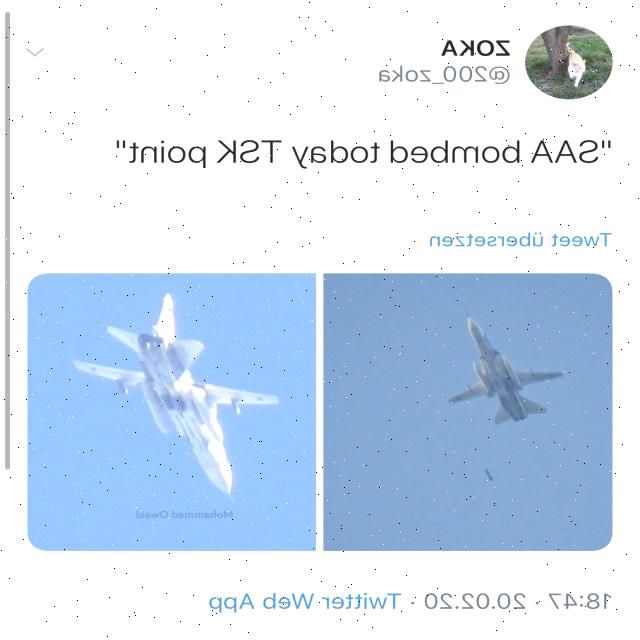 ZOKA
@200_zoka
"SAA bombed today TSK point"
Tweet übersetzen
Mohammed Owaid
18:47 · 20.02.20 · Twitter Web App